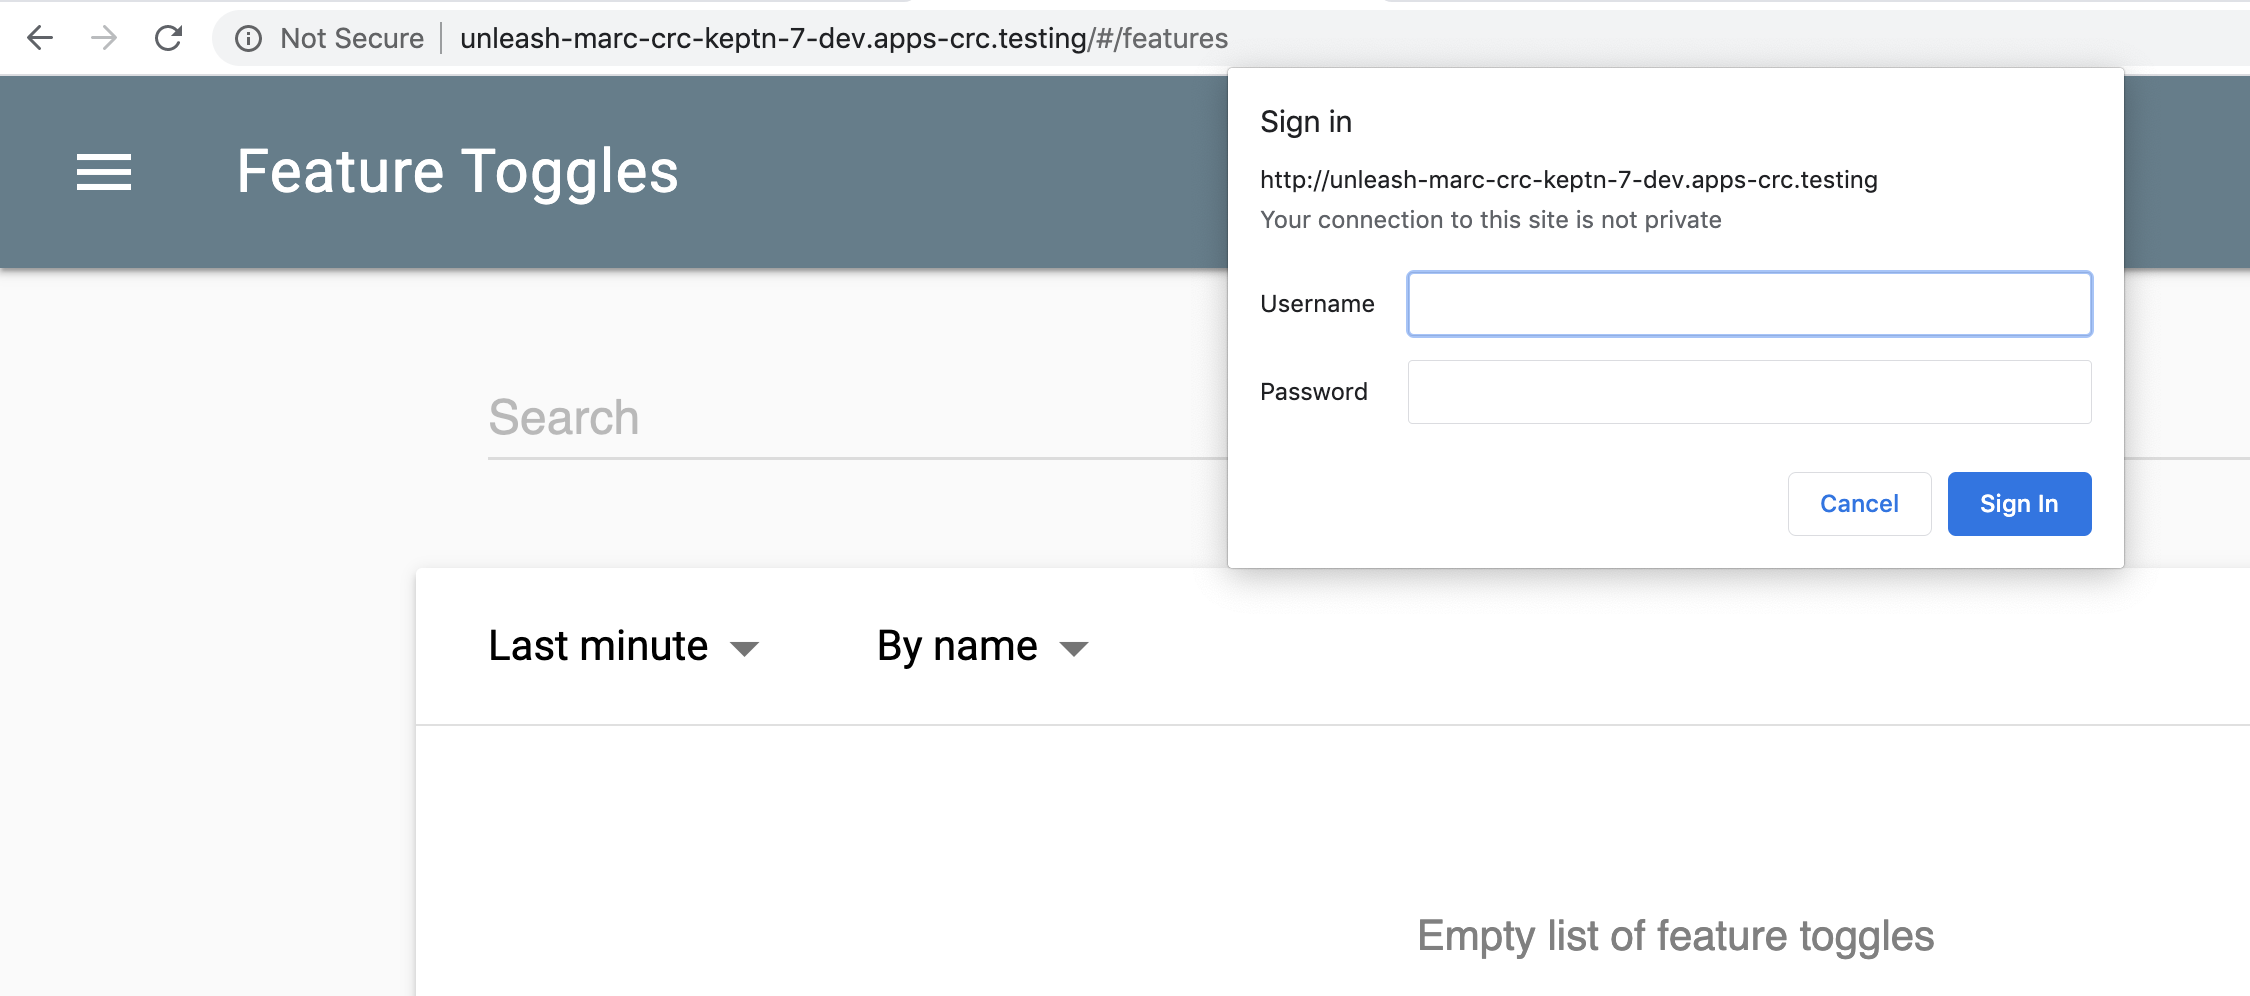 Not Secure unleash-marc-crc-keptn-7-dev.apps-crc.testing/#/features
Feature Toggles
Sign in
http://unleash-marc-crc-keptn-7-dev.apps-crc.testing
Your connection to this site is not private
Username
Password
Cancel Sign In
Search
Last minute By name
Empty list of feature toggles